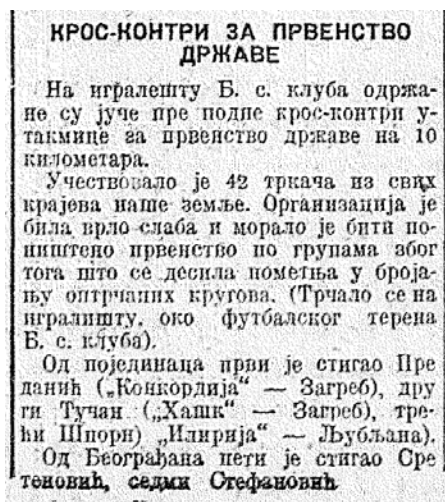 КРОС-КОНТРИ ЗА ПРВЕНСТВО
ДРЖАВЕ
На игралешту Б. с. клуба одржа-
не су јуче пре подне крос-контри у-
такмице за првенство државе на 10
километара.
Учествовало је 42 тркача из свих
крајева наше земље. Организација је
била врло слаба и морало је бити по-
ништено првенство по групама због
тога што се десила пометња у броја-
њу оптрчаних кругова. (Трчало се на
игралишту. око футбалског терена
Б. с. клуба).
Од појединаца први је стигао Пре
данић („Конкордија“ — Загреб), дру
ги Тучан („Хашк“ — Загреб), тре-
ћи Шпорн) „Илирија“ — Љубљана).
Од Београђана пети је стигао Сре
теновић, седми Стефановић